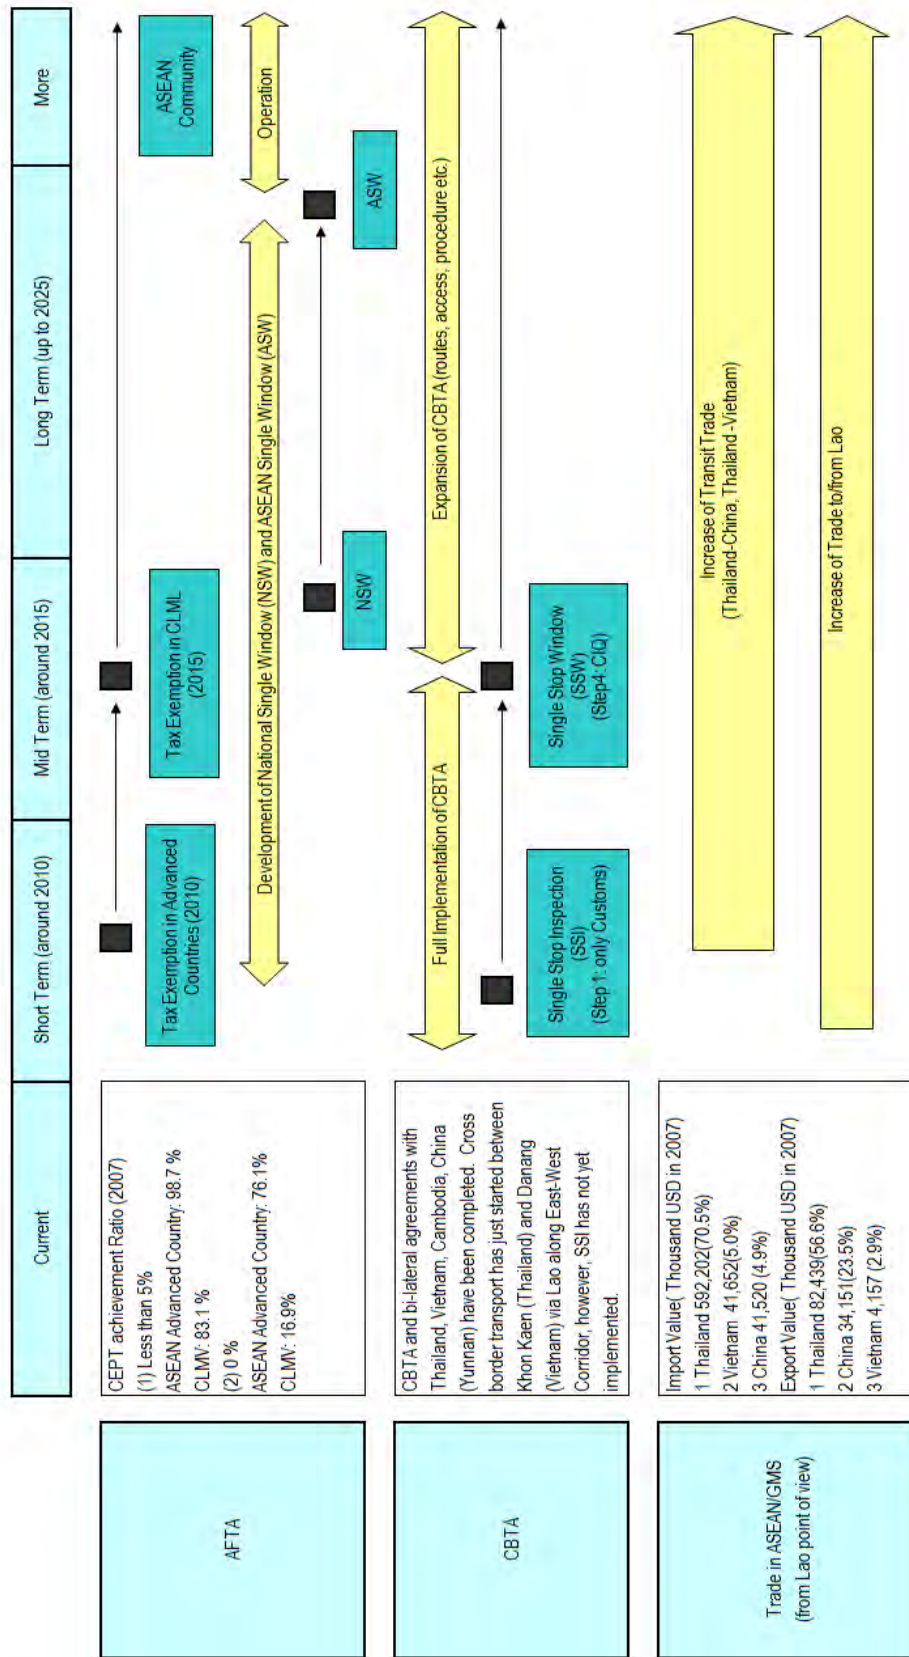 Current
Short Term (around 2010)
Mid Term (around 2015)
Long Term (up to 2025)
More
AFTA
CEPT achievement Ratio (2007)
(1) Less than 5%
ASEAN Advanced Country: 98.7 %
CLMV: 83.1 %
(2) 0 %
ASEAN Advanced Country: 76.1%
CLMV: 16.9%
Tax Exemption in Advanced
Countries (2010)
Tax Exemption in CLML
(2015)
ASEAN
Community
Development of National Single Window (NSW) and ASEAN Single Window (ASW)
Operation
NSW
ASW
CBTA
CBTA and bi-lateral agreements with
Thailand, Vietnam, Cambodia, China
(Yunnan) have been completed. Cross
border transport has just started between
Khon Kaen (Thailand) and Danang
(Vietnam) via Lao along East-West
Corridor, however, SSI has not yet
implemented.
Full Implementation of CBTA
Expansion of CBTA (routes, access, procedure etc.)
Single Stop Inspection
(SSI)
(Step 1: only Customs)
Single Stop Window
(SSW)
(Step4: CIQ)
Trade in ASEAN/GMS
(from Lao point of view)
Import Value( Thousand USD in 2007)
1 Thailand 592,202(70.5%)
2 Vietnam 41,652(5.0%)
3 China 41,520 (4.9%)
Export Value( Thousand USD in 2007)
1 Thailand 82,439(56.6%)
2 China 34,151(23.5%)
3 Vietnam 4,157 (2.9%)
Increase of Transit Trade
(Thailand-China, Thailand -Vietnam)
Increase of Trade to/from Lao